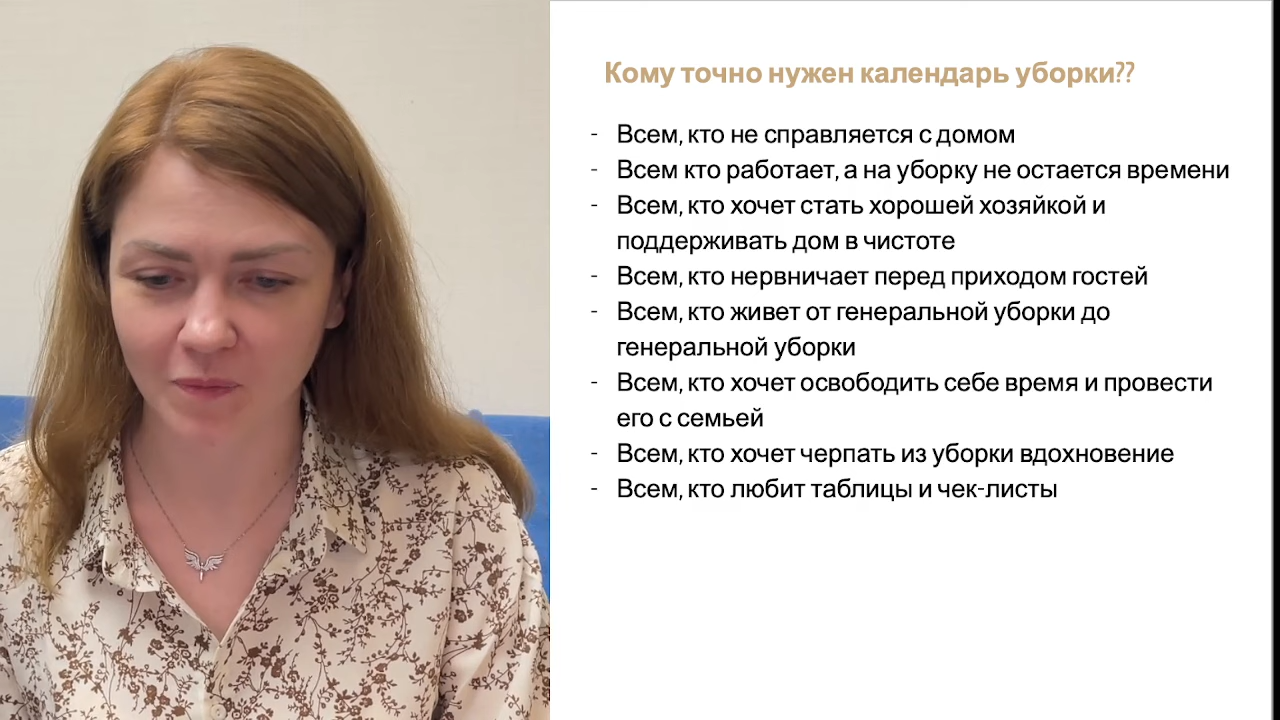 Кому точно нужен календарь уборки??
- Всем, кто не справляется с домом
- Всем кто работает, а на уборку не остается времени
- Всем, кто хочет стать хорошей хозяйкой и
поддерживать дом в чистоте
- Всем, кто нервничает перед приходом гостей
- Всем, кто живет от генеральной уборки до
генеральной уборки
- Всем, кто хочет освободить себе время и провести
его с семьей
- Всем, кто хочет черпать из уборки вдохновение
- Всем, кто любит таблицы и чек-листы